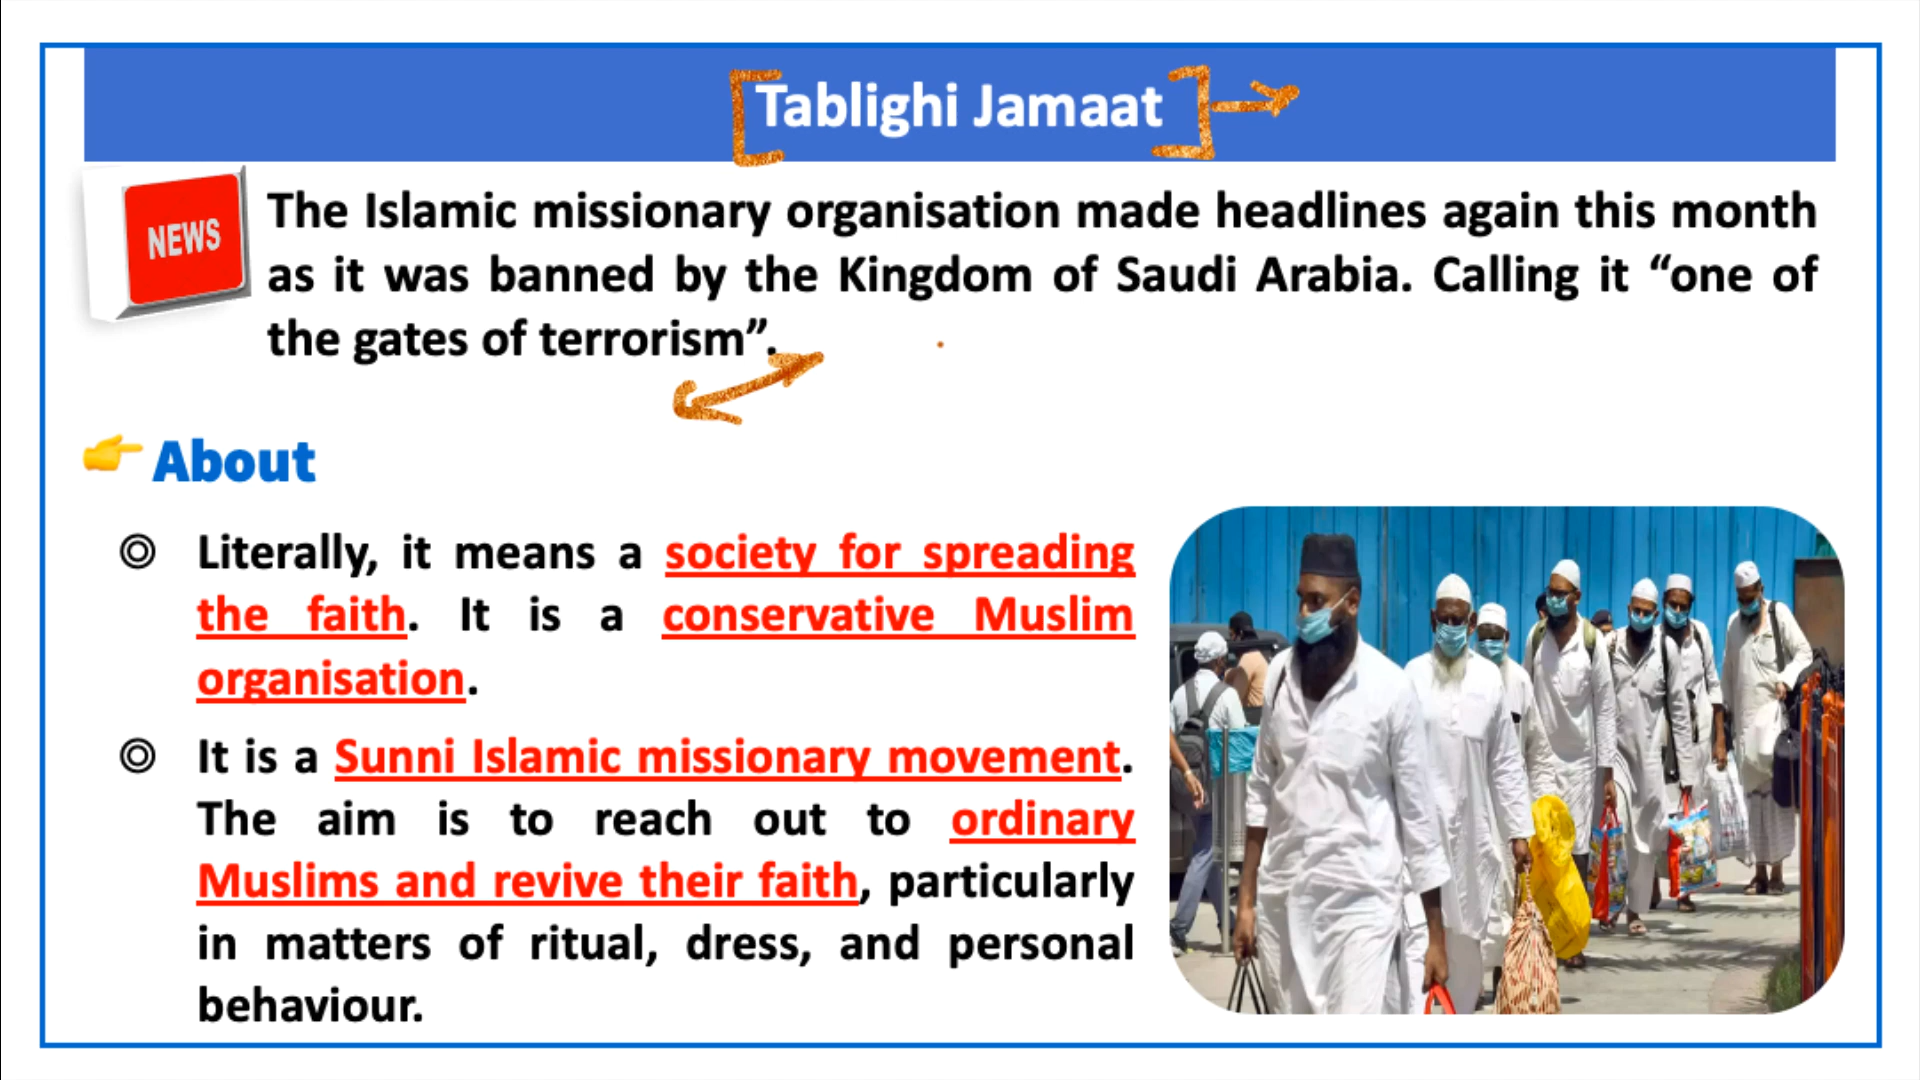 Tablighi Jamaat
NEWS
The Islamic missionary organisation made headlines again this month
as it was banned by the Kingdom of Saudi Arabia. Calling it “one of
the gates of terrorism”.
About
Literally, it means a society for spreading
the faith. It is a conservative Muslim
organisation.
It is a Sunni Islamic missionary movement.
The aim is to reach out to ordinary
Muslims and revive their faith, particularly
in matters of ritual, dress, and personal
behaviour.